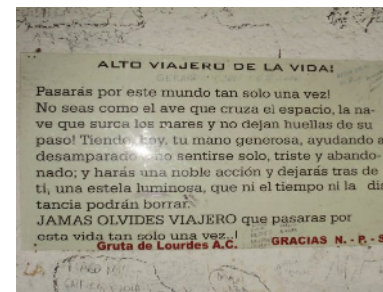 ALTO VIAJERO DE LA VIDA!
Pasarás por este mundo tan solo una vez!
No seas como el ave que cruza el espacio, la na-
ve que surca los mares y no dejan huellas de su
paso! Tiende, hoy, tu mano generosa, ayudando a
desamparado no sentirse solo, triste y abando-
nado; y harás una noble acción y dejarás tras de
ti, una estela luminosa, que ni el tiempo ni la dis
tancia podrán borrar.
JAMAS OLVIDES VIAJERO que pasaras por
esta vida tan solo una vez..!
Gruta de Lourdes A.C. GRACIAS N. - P. - S